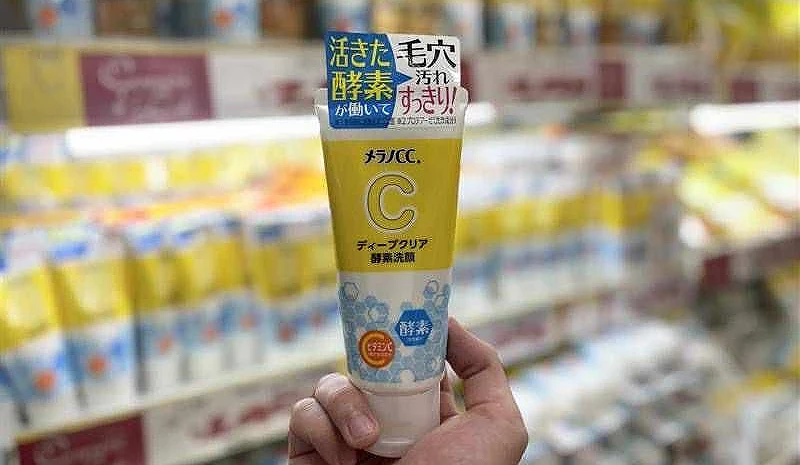 活きた
酵素
が働いて
毛穴
汚れ
すっきり!
メラノCC
C
ディープクリア
酵素洗顔
酵素
ビタミンC